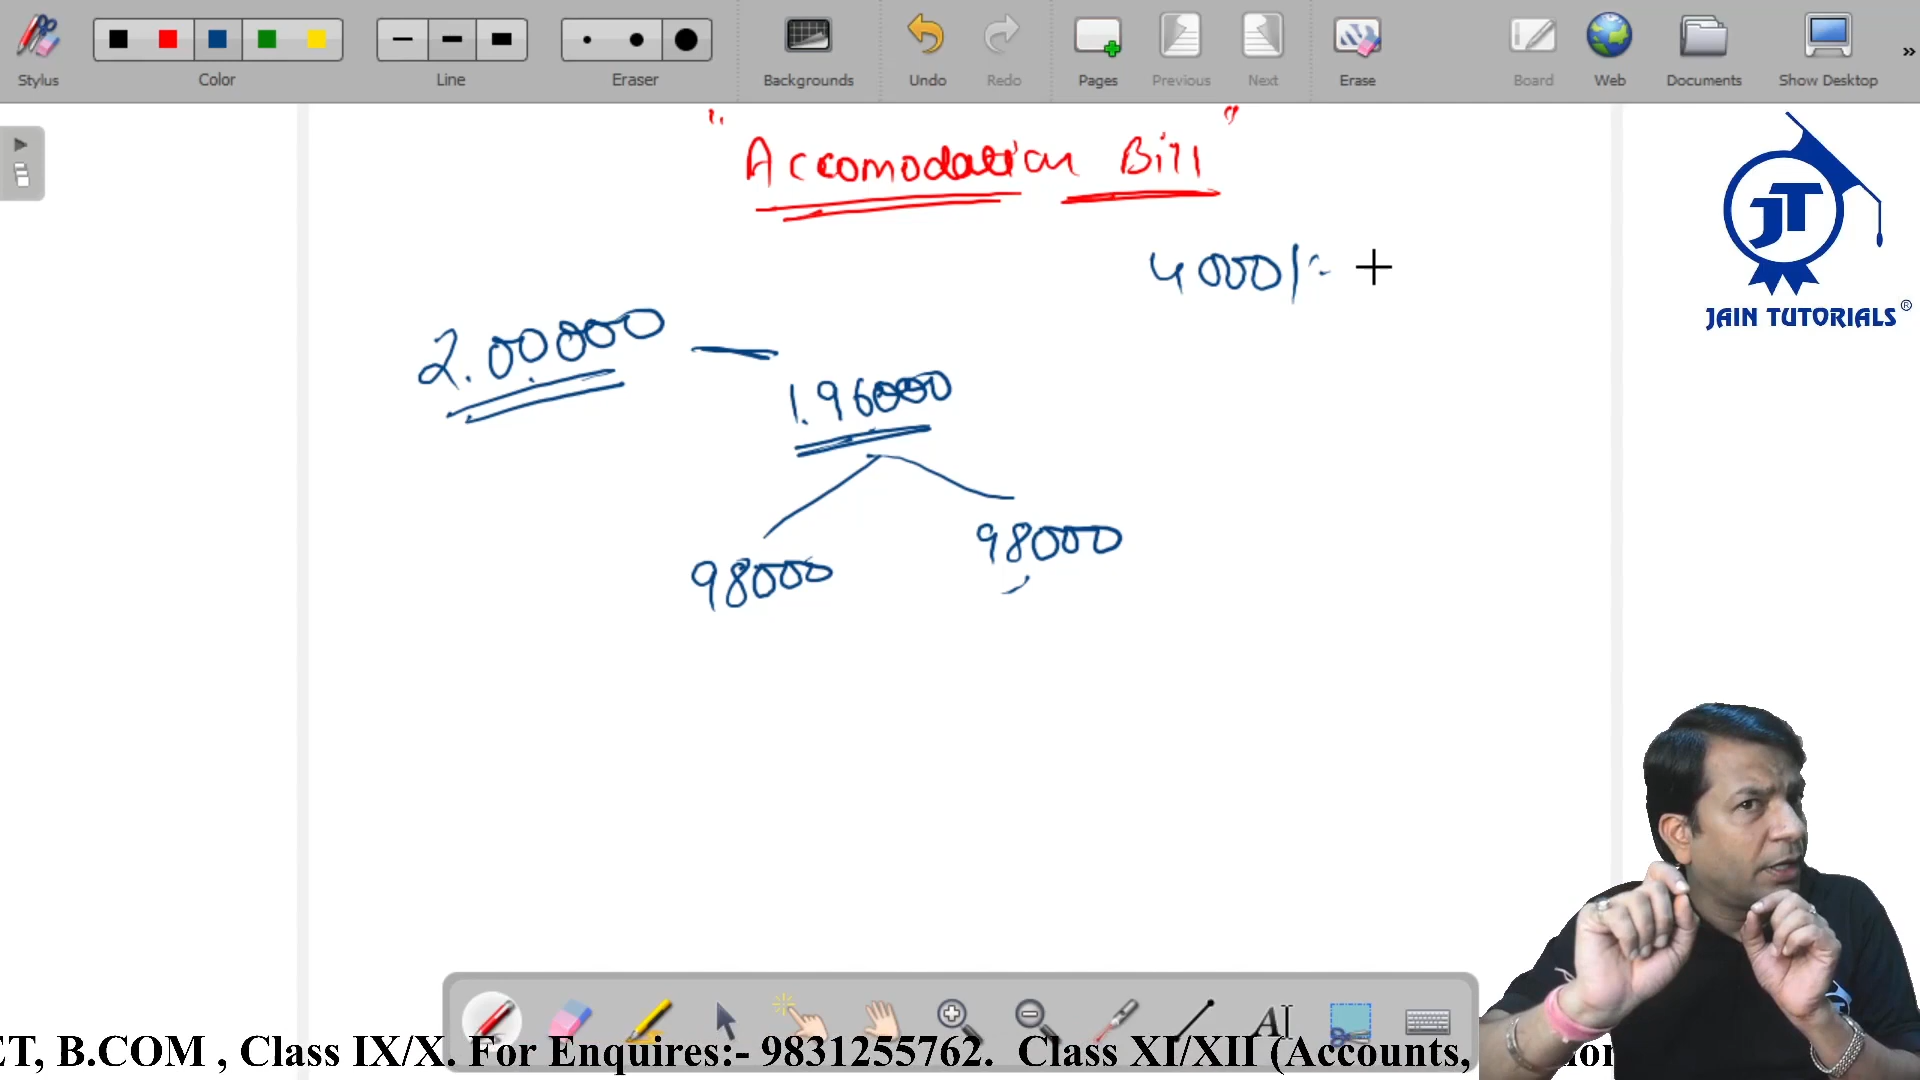 Stylus
Color
Line
Eraser
Backgrounds
Undo
Redo
Pages
Previous
Next
Erase
Board
Web
Documents
Show Desktop
»
" Accomodation Bill "
JT
JAIN TUTORIALS®
4000/=
2.00000 —
1.96000
98000
98000
ET, B.COM , Class IX/X. For Enquires:- 9831255762. Class XI/XII (Accounts,